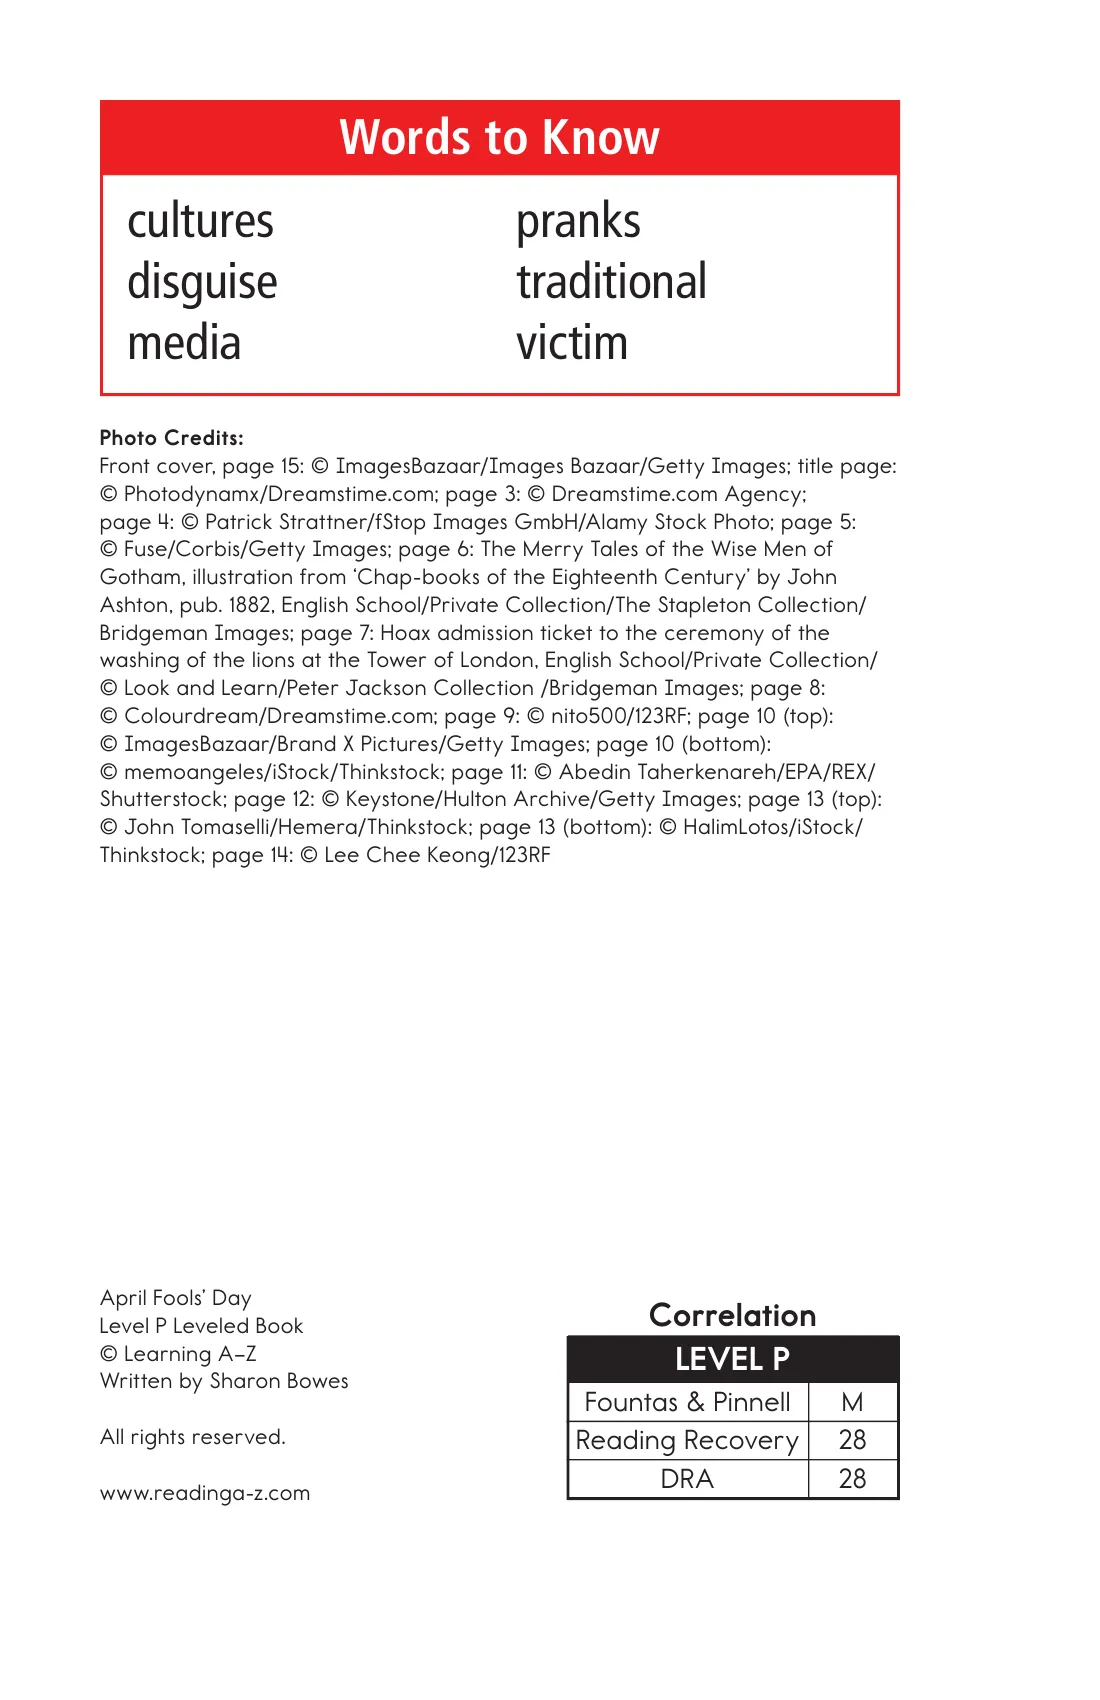 Words to Know
cultures
disguise
media
pranks
traditional
victim
Photo Credits:
Front cover, page 15: © ImagesBazaar/Images Bazaar/Getty Images; title page:
© Photodynamx/Dreamstime.com; page 3: © Dreamstime.com Agency;
page 4: © Patrick Strattner/fStop Images GmbH/Alamy Stock Photo; page 5:
© Fuse/Corbis/Getty Images; page 6: The Merry Tales of the Wise Men of
Gotham, illustration from ‘Chap-books of the Eighteenth Century’ by John
Ashton, pub. 1882, English School/Private Collection/The Stapleton Collection/
Bridgeman Images; page 7: Hoax admission ticket to the ceremony of the
washing of the lions at the Tower of London, English School/Private Collection/
© Look and Learn/Peter Jackson Collection /Bridgeman Images; page 8:
© Colourdream/Dreamstime.com; page 9: © nito500/123RF; page 10 (top):
© ImagesBazaar/Brand X Pictures/Getty Images; page 10 (bottom):
© memoangeles/iStock/Thinkstock; page 11: © Abedin Taherkenareh/EPA/REX/
Shutterstock; page 12: © Keystone/Hulton Archive/Getty Images; page 13 (top):
© John Tomaselli/Hemera/Thinkstock; page 13 (bottom): © HalimLotos/iStock/
Thinkstock; page 14: © Lee Chee Keong/123RF
April Fools’ Day
Level P Leveled Book
© Learning A–Z
Written by Sharon Bowes
All rights reserved.
www.readinga-z.com
Correlation
LEVEL P
Fountas & Pinnell M
Reading Recovery 28
DRA 28